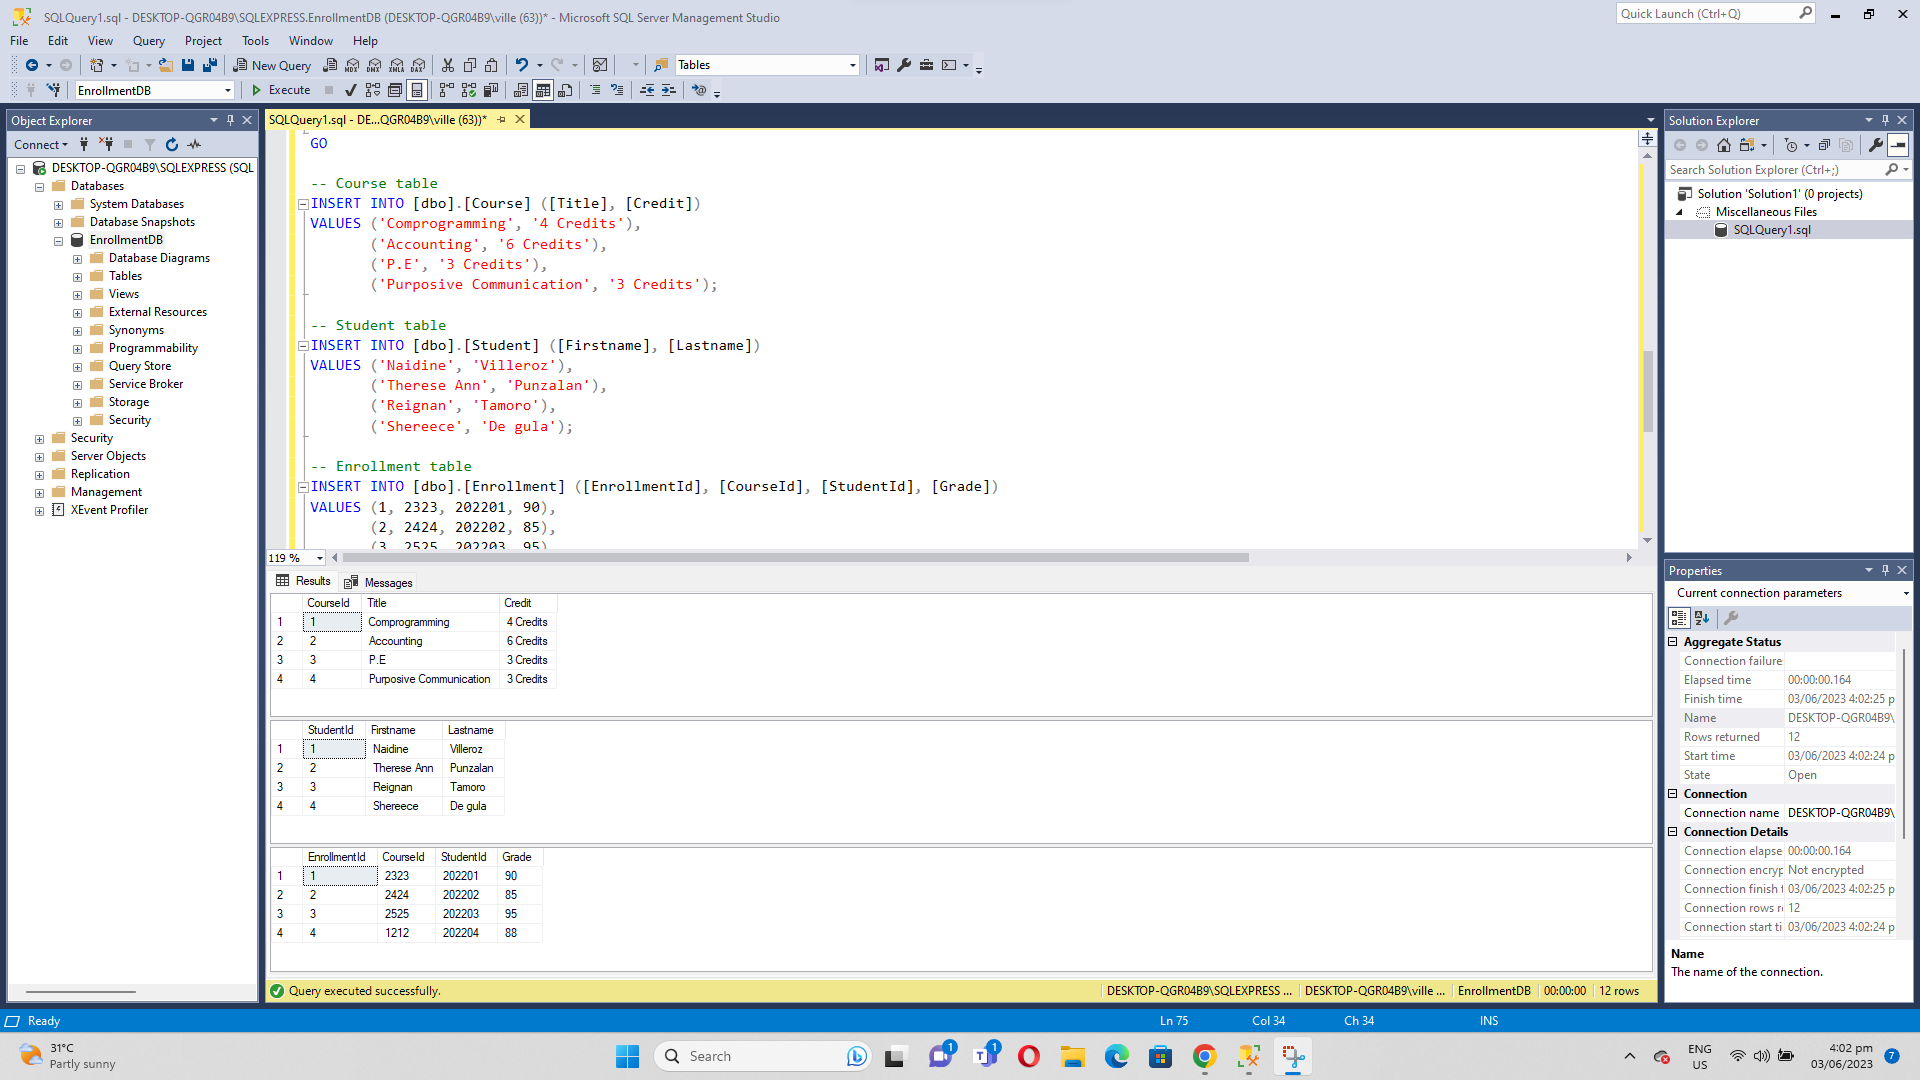 SQLQuery1.sql - DESKTOP-QGR04B9\SQLEXPRESS.EnrollmentDB (DESKTOP-QGR04B9\ville (63))* - Microsoft SQL Server Management Studio
Quick Launch (Ctrl+Q)
File Edit View Query Project Tools Window Help
New Query
MDX DMX XMLA DAX
Tables
EnrollmentDB
Execute
Object Explorer
Connect
DESKTOP-QGR04B9\SQLEXPRESS (SQL
Databases
System Databases
Database Snapshots
EnrollmentDB
Database Diagrams
Tables
Views
External Resources
Synonyms
Programmability
Query Store
Service Broker
Storage
Security
Security
Server Objects
Replication
Management
XEvent Profiler
SQLQuery1.sql - DE...QGR04B9\ville (63))*
GO
-- Course table
INSERT INTO [dbo].[Course] ([Title], [Credit])
VALUES ('Comprogramming', '4 Credits'),
('Accounting', '6 Credits'),
('P.E', '3 Credits'),
('Purposive Communication', '3 Credits');
-- Student table
INSERT INTO [dbo].[Student] ([Firstname], [Lastname])
VALUES ('Naidine', 'Villeroz'),
('Therese Ann', 'Punzalan'),
('Reignan', 'Tamoro'),
('Shereece', 'De gula');
-- Enrollment table
INSERT INTO [dbo].[Enrollment] ([EnrollmentId], [CourseId], [StudentId], [Grade])
VALUES (1, 2323, 202201, 90),
(2, 2424, 202202, 85),
(3, 2525, 202203, 95)
119 %
Results Messages
CourseId Title Credit
1 1 Comprogramming 4 Credits
2 2 Accounting 6 Credits
3 3 P.E 3 Credits
4 4 Purposive Communication 3 Credits
StudentId Firstname Lastname
1 1 Naidine Villeroz
2 2 Therese Ann Punzalan
3 3 Reignan Tamoro
4 4 Shereece De gula
EnrollmentId CourseId StudentId Grade
1 1 2323 202201 90
2 2 2424 202202 85
3 3 2525 202203 95
4 4 1212 202204 88
Query executed successfully.
DESKTOP-QGR04B9\SQLEXPRESS ... DESKTOP-QGR04B9\ville ... EnrollmentDB 00:00:00 12 rows
Solution Explorer
Search Solution Explorer (Ctrl+;)
Solution 'Solution1' (0 projects)
Miscellaneous Files
SQLQuery1.sql
Properties
Current connection parameters
Aggregate Status
Connection failure
Elapsed time 00:00:00.164
Finish time 03/06/2023 4:02:25 p
Name DESKTOP-QGR04B9\
Rows returned 12
Start time 03/06/2023 4:02:24 p
State Open
Connection
Connection name DESKTOP-QGR04B9\
Connection Details
Connection elapse 00:00:00.164
Connection encryp Not encrypted
Connection finish t 03/06/2023 4:02:25 p
Connection rows r 12
Connection start ti 03/06/2023 4:02:24 p
Name
The name of the connection.
Ready
Ln 75 Col 34 Ch 34 INS
31°C
Partly sunny
Search
1
1
ENG
US
4:02 pm
03/06/2023
7